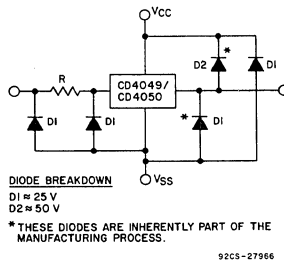 VCC
*
D2
D1
R
CD4049/
CD4050
D1
D1
*
D1
VSS
DIODE BREAKDOWN
D1 ≈ 25 V
D2 ≈ 50 V
* THESE DIODES ARE INHERENTLY PART OF THE
MANUFACTURING PROCESS.
92CS-27966